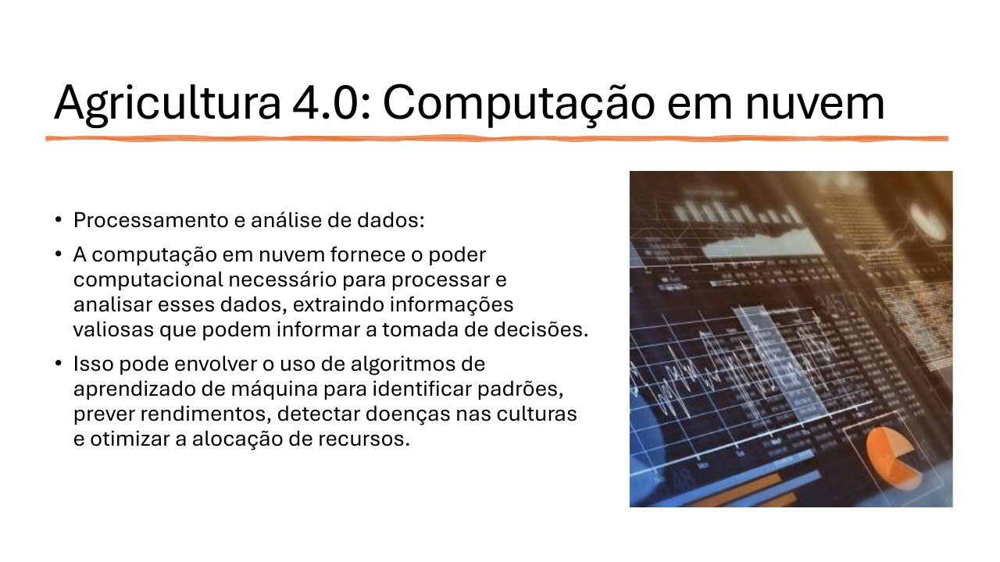 Agricultura 4.0: Computação em nuvem
• Processamento e análise de dados:
• A computação em nuvem fornece o poder
computacional necessário para processar e
analisar esses dados, extraindo informações
valiosas que podem informar a tomada de decisões.
• Isso pode envolver o uso de algoritmos de
aprendizado de máquina para identificar padrões,
prever rendimentos, detectar doenças nas culturas
e otimizar a alocação de recursos.